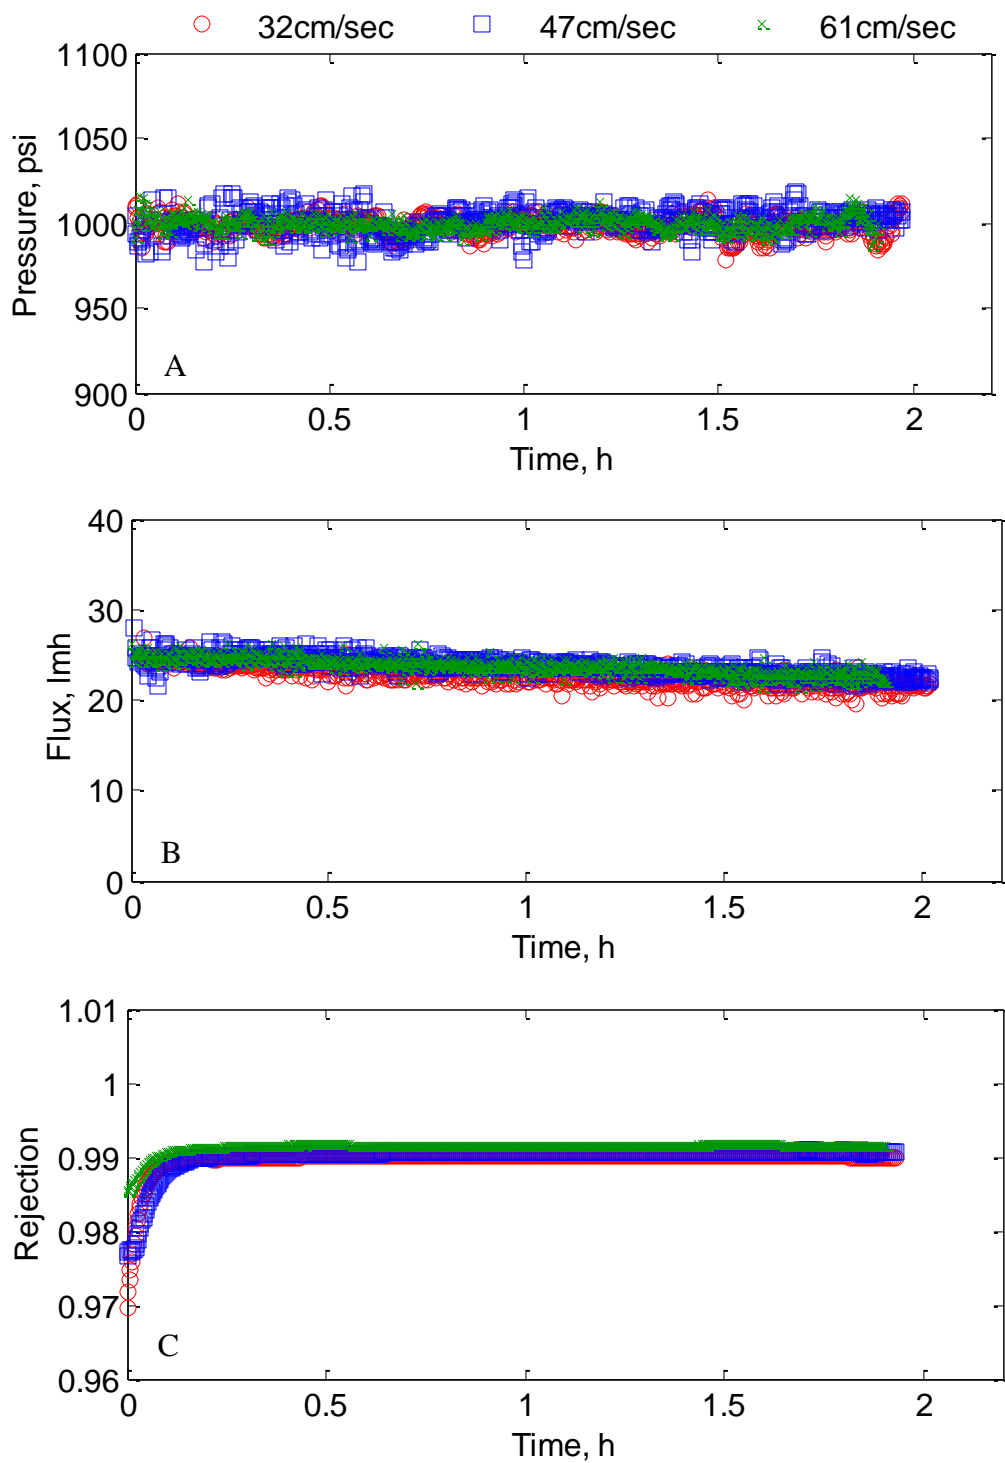 32cm/sec 47cm/sec 61cm/sec
1100
1050
1000
950
900
Pressure, psi
A
0 0.5 1 1.5 2
Time, h
40
30
20
10
0
Flux, lmh
B
0 0.5 1 1.5 2
Time, h
1.01
1
0.99
0.98
0.97
0.96
Rejection
C
0 0.5 1 1.5 2
Time, h